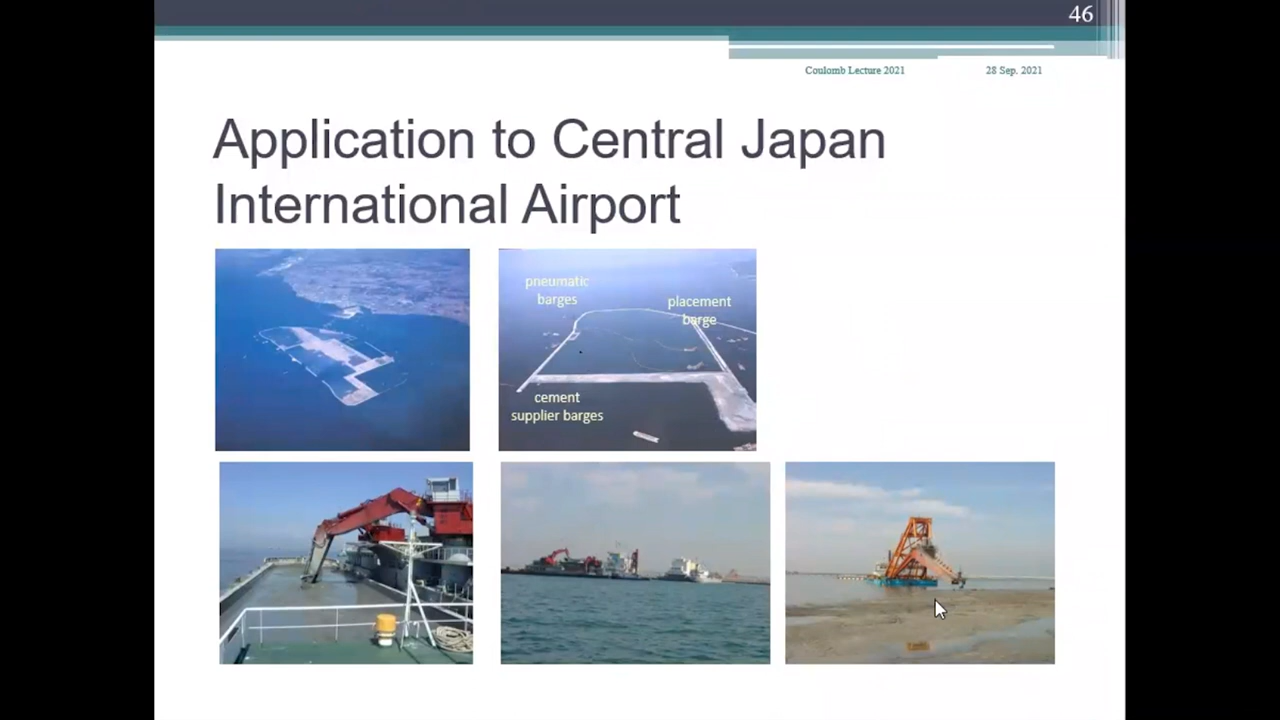 46
Coulomb Lecture 2021
28 Sep. 2021
Application to Central Japan
International Airport
pneumatic
barges
placement
barge
cement
supplier barges